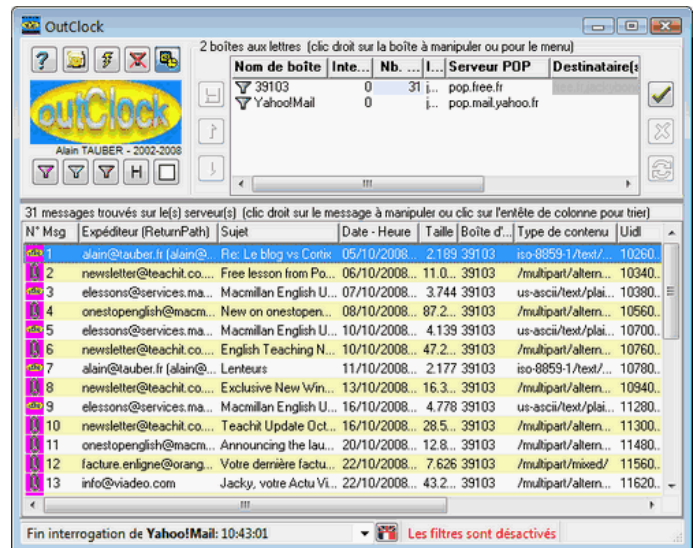 OutClock
2 boîtes aux lettres (clic droit sur la boîte à manipuler ou pour le menu)
Nom de boîte Inte... Nb. ... I... Serveur POP Destinataire(s
39103 0 31 j... pop.free.fr
Yahoo!Mail 0 j... pop.mail.yahoo.fr
outClock
Alain TAUBER - 2002-2008
H
31 messages trouvés sur le(s) serveur(s) (clic droit sur le message à manipuler ou clic sur l'entête de colonne pour trier)
N° Msg Expéditeur (ReturnPath) Sujet Date - Heure Taille Boîte d'... Type de contenu Uidl
1 alain@tauber.fr (alain@... Re: Le blog vs Cortix 05/10/2008... 2.189 39103 iso-8859-1/text/... 10260..
2 newsletter@teachit.co.... Free lesson from Po... 06/10/2008... 11.0... 39103 /multipart/altern... 10340..
3 elessons@services.ma... Macmillan English U... 07/10/2008... 3.744 39103 us-ascii/text/plai... 10380..
4 onestopenglish@macm... New on onestopen... 08/10/2008... 87.2... 39103 /multipart/altern... 10560..
5 elessons@services.ma... Macmillan English U... 10/10/2008... 4.139 39103 us-ascii/text/plai... 10700..
6 newsletter@teachit.co.... English Teaching N... 10/10/2008... 47.2... 39103 /multipart/altern... 10760..
7 alain@tauber.fr (alain@... Lenteurs 11/10/2008... 2.177 39103 iso-8859-1/text/... 10780..
8 newsletter@teachit.co.... Exclusive New Win... 13/10/2008... 16.3... 39103 /multipart/altern... 10940..
9 elessons@services.ma... Macmillan English U... 16/10/2008... 4.778 39103 us-ascii/text/plai... 11280..
10 newsletter@teachit.co.... Teachit Update Oct... 16/10/2008... 28.5... 39103 /multipart/altern... 11300..
11 onestopenglish@macm... Announcing the lau... 20/10/2008... 12.8... 39103 /multipart/altern... 11480..
12 facture.enligne@orang... Votre dernière factu... 22/10/2008... 7.626 39103 /multipart/mixed/ 11560..
13 info@viadeo.com Jacky, votre Actu Vi... 22/10/2008... 43.2... 39103 /multipart/altern... 11620..
Fin interrogation de Yahoo!Mail: 10:43:01 Les filtres sont désactivés